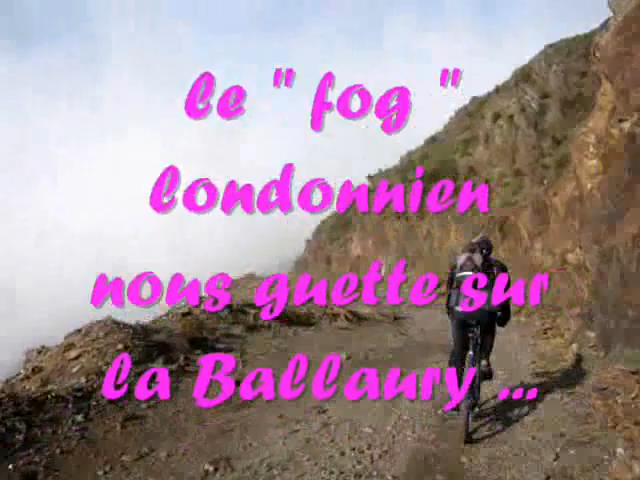 le " fog "
londonnien
nous guette sur
la Ballaury ...